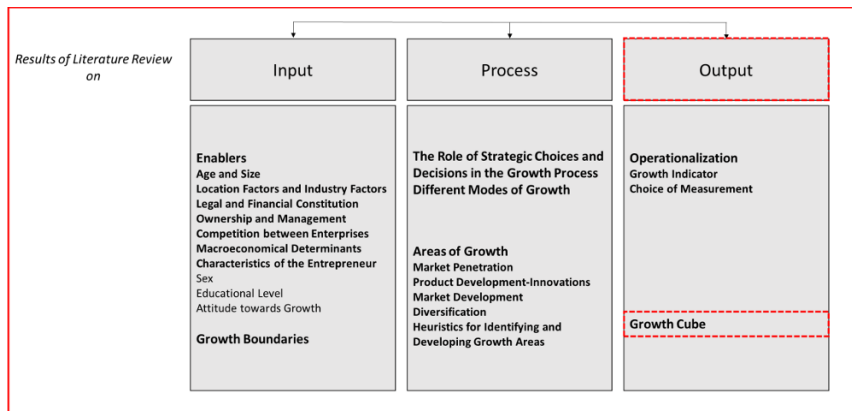 Results of Literature Review
on
Input
Process
Output
Enablers
Age and Size
Location Factors and Industry Factors
Legal and Financial Constitution
Ownership and Management
Competition between Enterprises
Macroeconomical Determinants
Characteristics of the Entrepreneur
Sex
Educational Level
Attitude towards Growth
Growth Boundaries
The Role of Strategic Choices and
Decisions in the Growth Process
Different Modes of Growth
Areas of Growth
Market Penetration
Product Development-Innovations
Market Development
Diversification
Heuristics for Identifying and
Developing Growth Areas
Operationalization
Growth Indicator
Choice of Measurement
Growth Cube